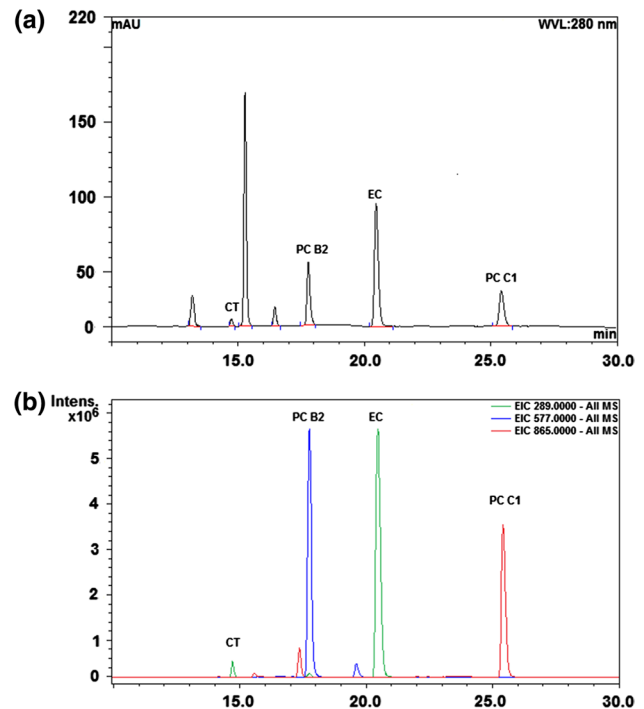 (a)
220
mAU
WVL:280 nm
150
100
EC
PC B2
50
PC C1
CT
0
min
15.0 20.0 25.0 30.0
(b)
Intens.
x10⁶
PC B2 EC
EIC 289.0000 - All MS
EIC 577.0000 - All MS
EIC 865.0000 - All MS
5
PC C1
4
3
2
1
CT
0
15.0 20.0 25.0 30.0